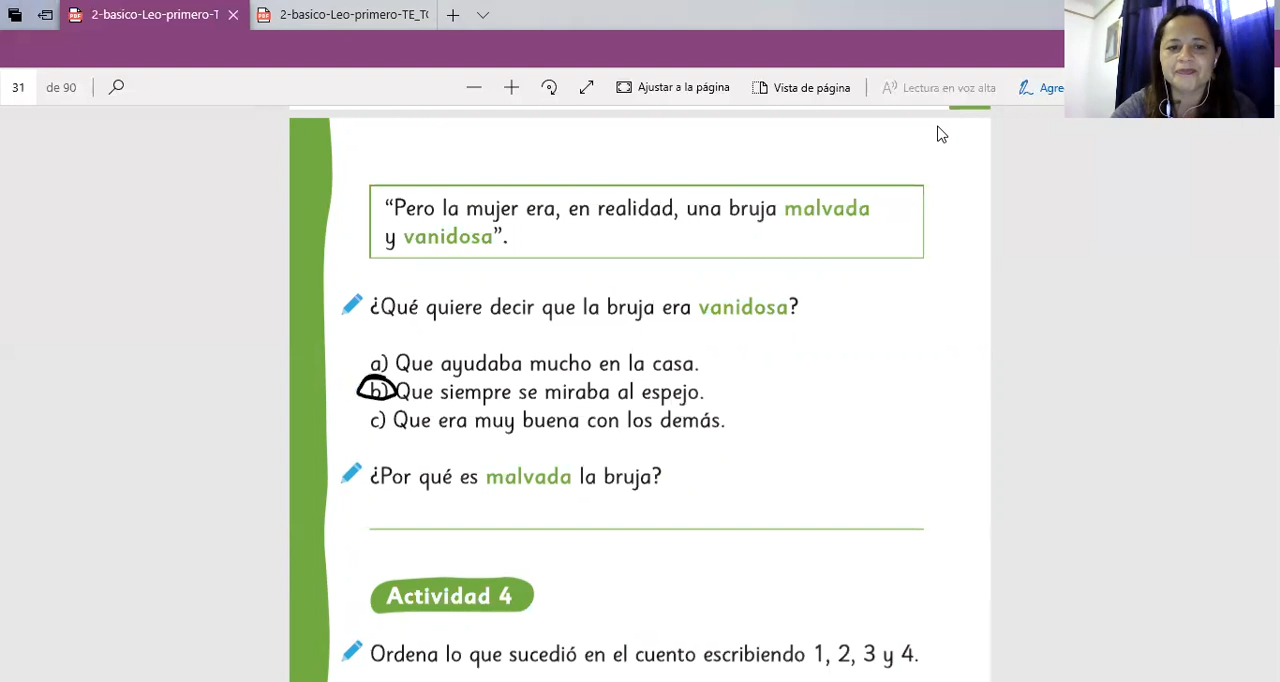 2-basico-Leo-primero-T
2-basico-Leo-primero-TE_TO
31 de 90
Ajustar a la página
Vista de página
Lectura en voz alta
“Pero la mujer era, en realidad, una bruja malvada
y vanidosa”.
¿Qué quiere decir que la bruja era vanidosa?
a) Que ayudaba mucho en la casa.
b) Que siempre se miraba al espejo.
c) Que era muy buena con los demás.
¿Por qué es malvada la bruja?
Actividad 4
Ordena lo que sucedió en el cuento escribiendo 1, 2, 3 y 4.